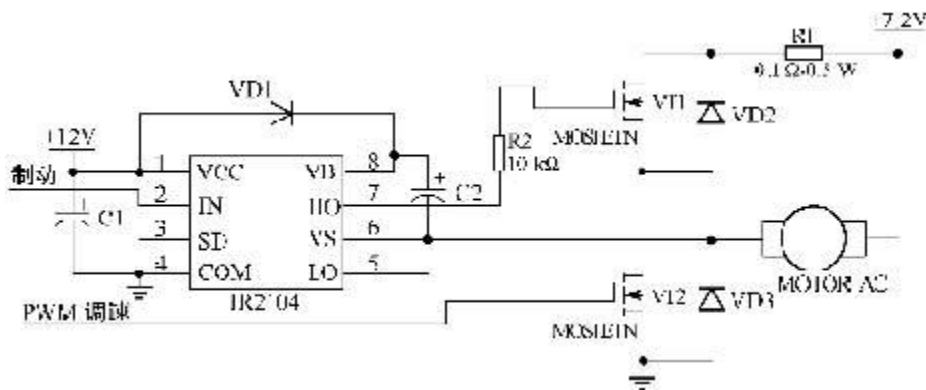 +7.2V
R1
0.1Ω-0.5 W
VD1
VT1
VD2
MOSFETN
R2
10 kΩ
+12V
制动
1
VCC
VB
8
2
IN
HO
7
C1
C2
3
SD
VS
6
4
COM
LO
5
IR2104
PWM 调速
VT2
VD3
MOSFETN
MOTOR AC